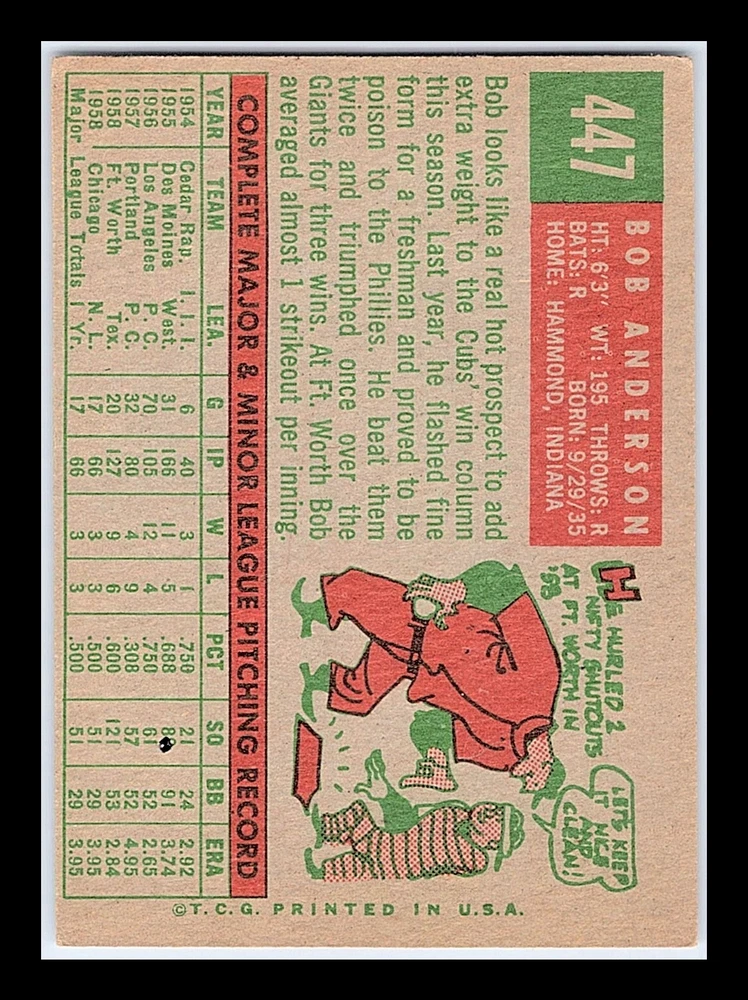 447
BOB ANDERSON
HT: 6'3" WT: 195 THROWS: R
BATS: R BORN: 9/29/35
HOME: HAMMOND, INDIANA
Bob looks like a real hot prospect to add
extra weight to the Cubs' win column
this season. Last year, he flashed fine
form for a freshman and proved to be
poison to the Phillies. He beat them
twice and triumphed once over the
Giants for three wins. At Ft. Worth Bob
averaged almost 1 strikeout per inning.
HE HURLED 2
NIFTY SHUTOUTS
AT FT. WORTH IN
'58
LET'S KEEP
IT NICE
AND
CLEAN!
COMPLETE MAJOR & MINOR LEAGUE PITCHING RECORD
YEAR TEAM LEA G IP W L PCT SO BB ERA
1954 Cedar Rap. I.I.I. 6 40 3 1 .750 21 24 2.92
1955 Des Moines West. 31 166 11 5 .688 91 3.74
1956 Los Angeles P.C. 70 105 12 4 .750 61 52 2.65
1957 Portland P.C. 32 80 4 9 .308 57 52 4.95
1958 Ft. Worth Tex. 20 127 9 6 .600 121 53 2.84
1958 Chicago N.L. 17 66 3 3 .500 51 29 3.95
Major League Totals 1 Yr. 17 66 3 3 .500 51 29 3.95
©T.C.G. PRINTED IN U.S.A.